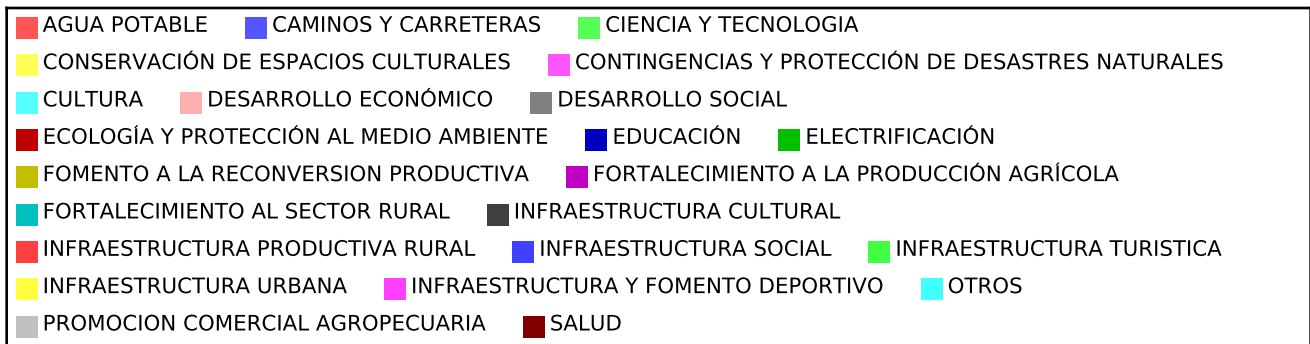 AGUA POTABLE CAMINOS Y CARRETERAS CIENCIA Y TECNOLOGIA
CONSERVACIÓN DE ESPACIOS CULTURALES CONTINGENCIAS Y PROTECCIÓN DE DESASTRES NATURALES
CULTURA DESARROLLO ECONÓMICO DESARROLLO SOCIAL
ECOLOGÍA Y PROTECCIÓN AL MEDIO AMBIENTE EDUCACIÓN ELECTRIFICACIÓN
FOMENTO A LA RECONVERSION PRODUCTIVA FORTALECIMIENTO A LA PRODUCCIÓN AGRÍCOLA
FORTALECIMIENTO AL SECTOR RURAL INFRAESTRUCTURA CULTURAL
INFRAESTRUCTURA PRODUCTIVA RURAL INFRAESTRUCTURA SOCIAL INFRAESTRUCTURA TURISTICA
INFRAESTRUCTURA URBANA INFRAESTRUCTURA Y FOMENTO DEPORTIVO OTROS
PROMOCION COMERCIAL AGROPECUARIA SALUD